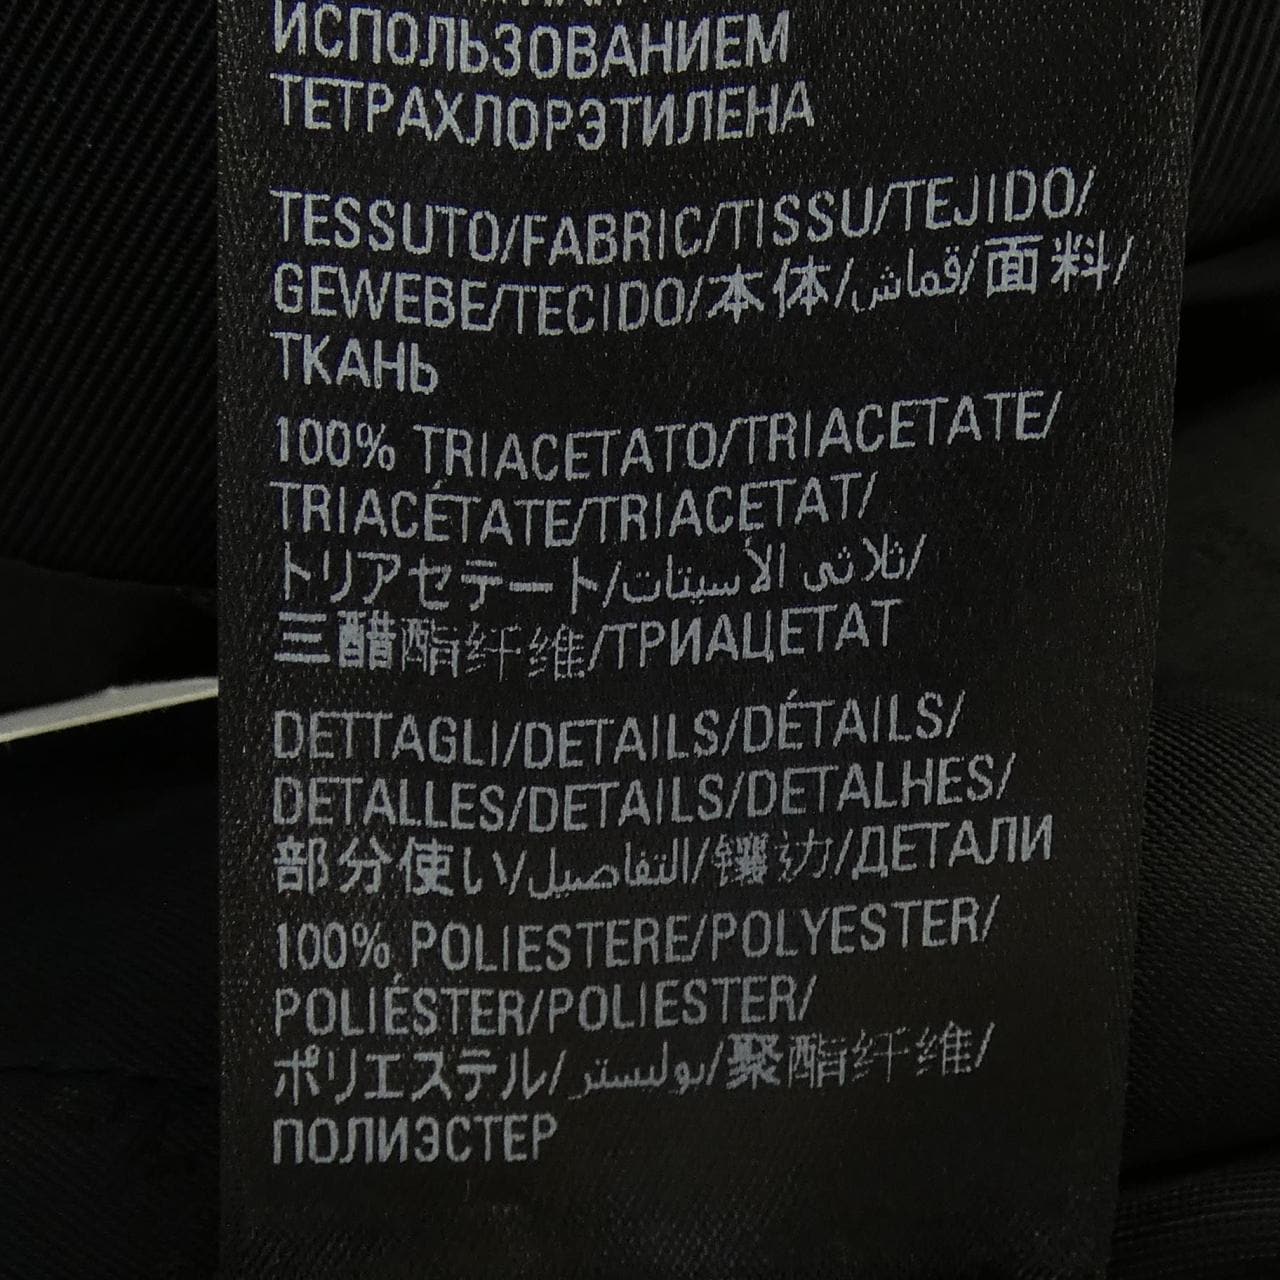 ИСПОЛЬЗОВАНИЕМ
ТЕТРАХЛОРЭТИЛЕНА
TESSUTO/FABRIC/TISSU/TEJIDO/
GEWEBE/TECIDO/本体/قماش/面料/
ТКАНЬ
100% TRIACETATO/TRIACETATE/
TRIACÉTATE/TRIACETAT/
トリアセテート/ثلاثي الأسيتات/
三醋酯纤维/ТРИАЦЕТАТ
DETTAGLI/DETAILS/DÉTAILS/
DETALLES/DETAILS/DETALHES/
部分使い/التفاصيل/镶边/ДЕТАЛИ
100% POLIESTERE/POLYESTER/
POLIÉSTER/POLIESTER/
ポリエステル/بوليستر/聚酯纤维/
ПОЛИЭСТЕР